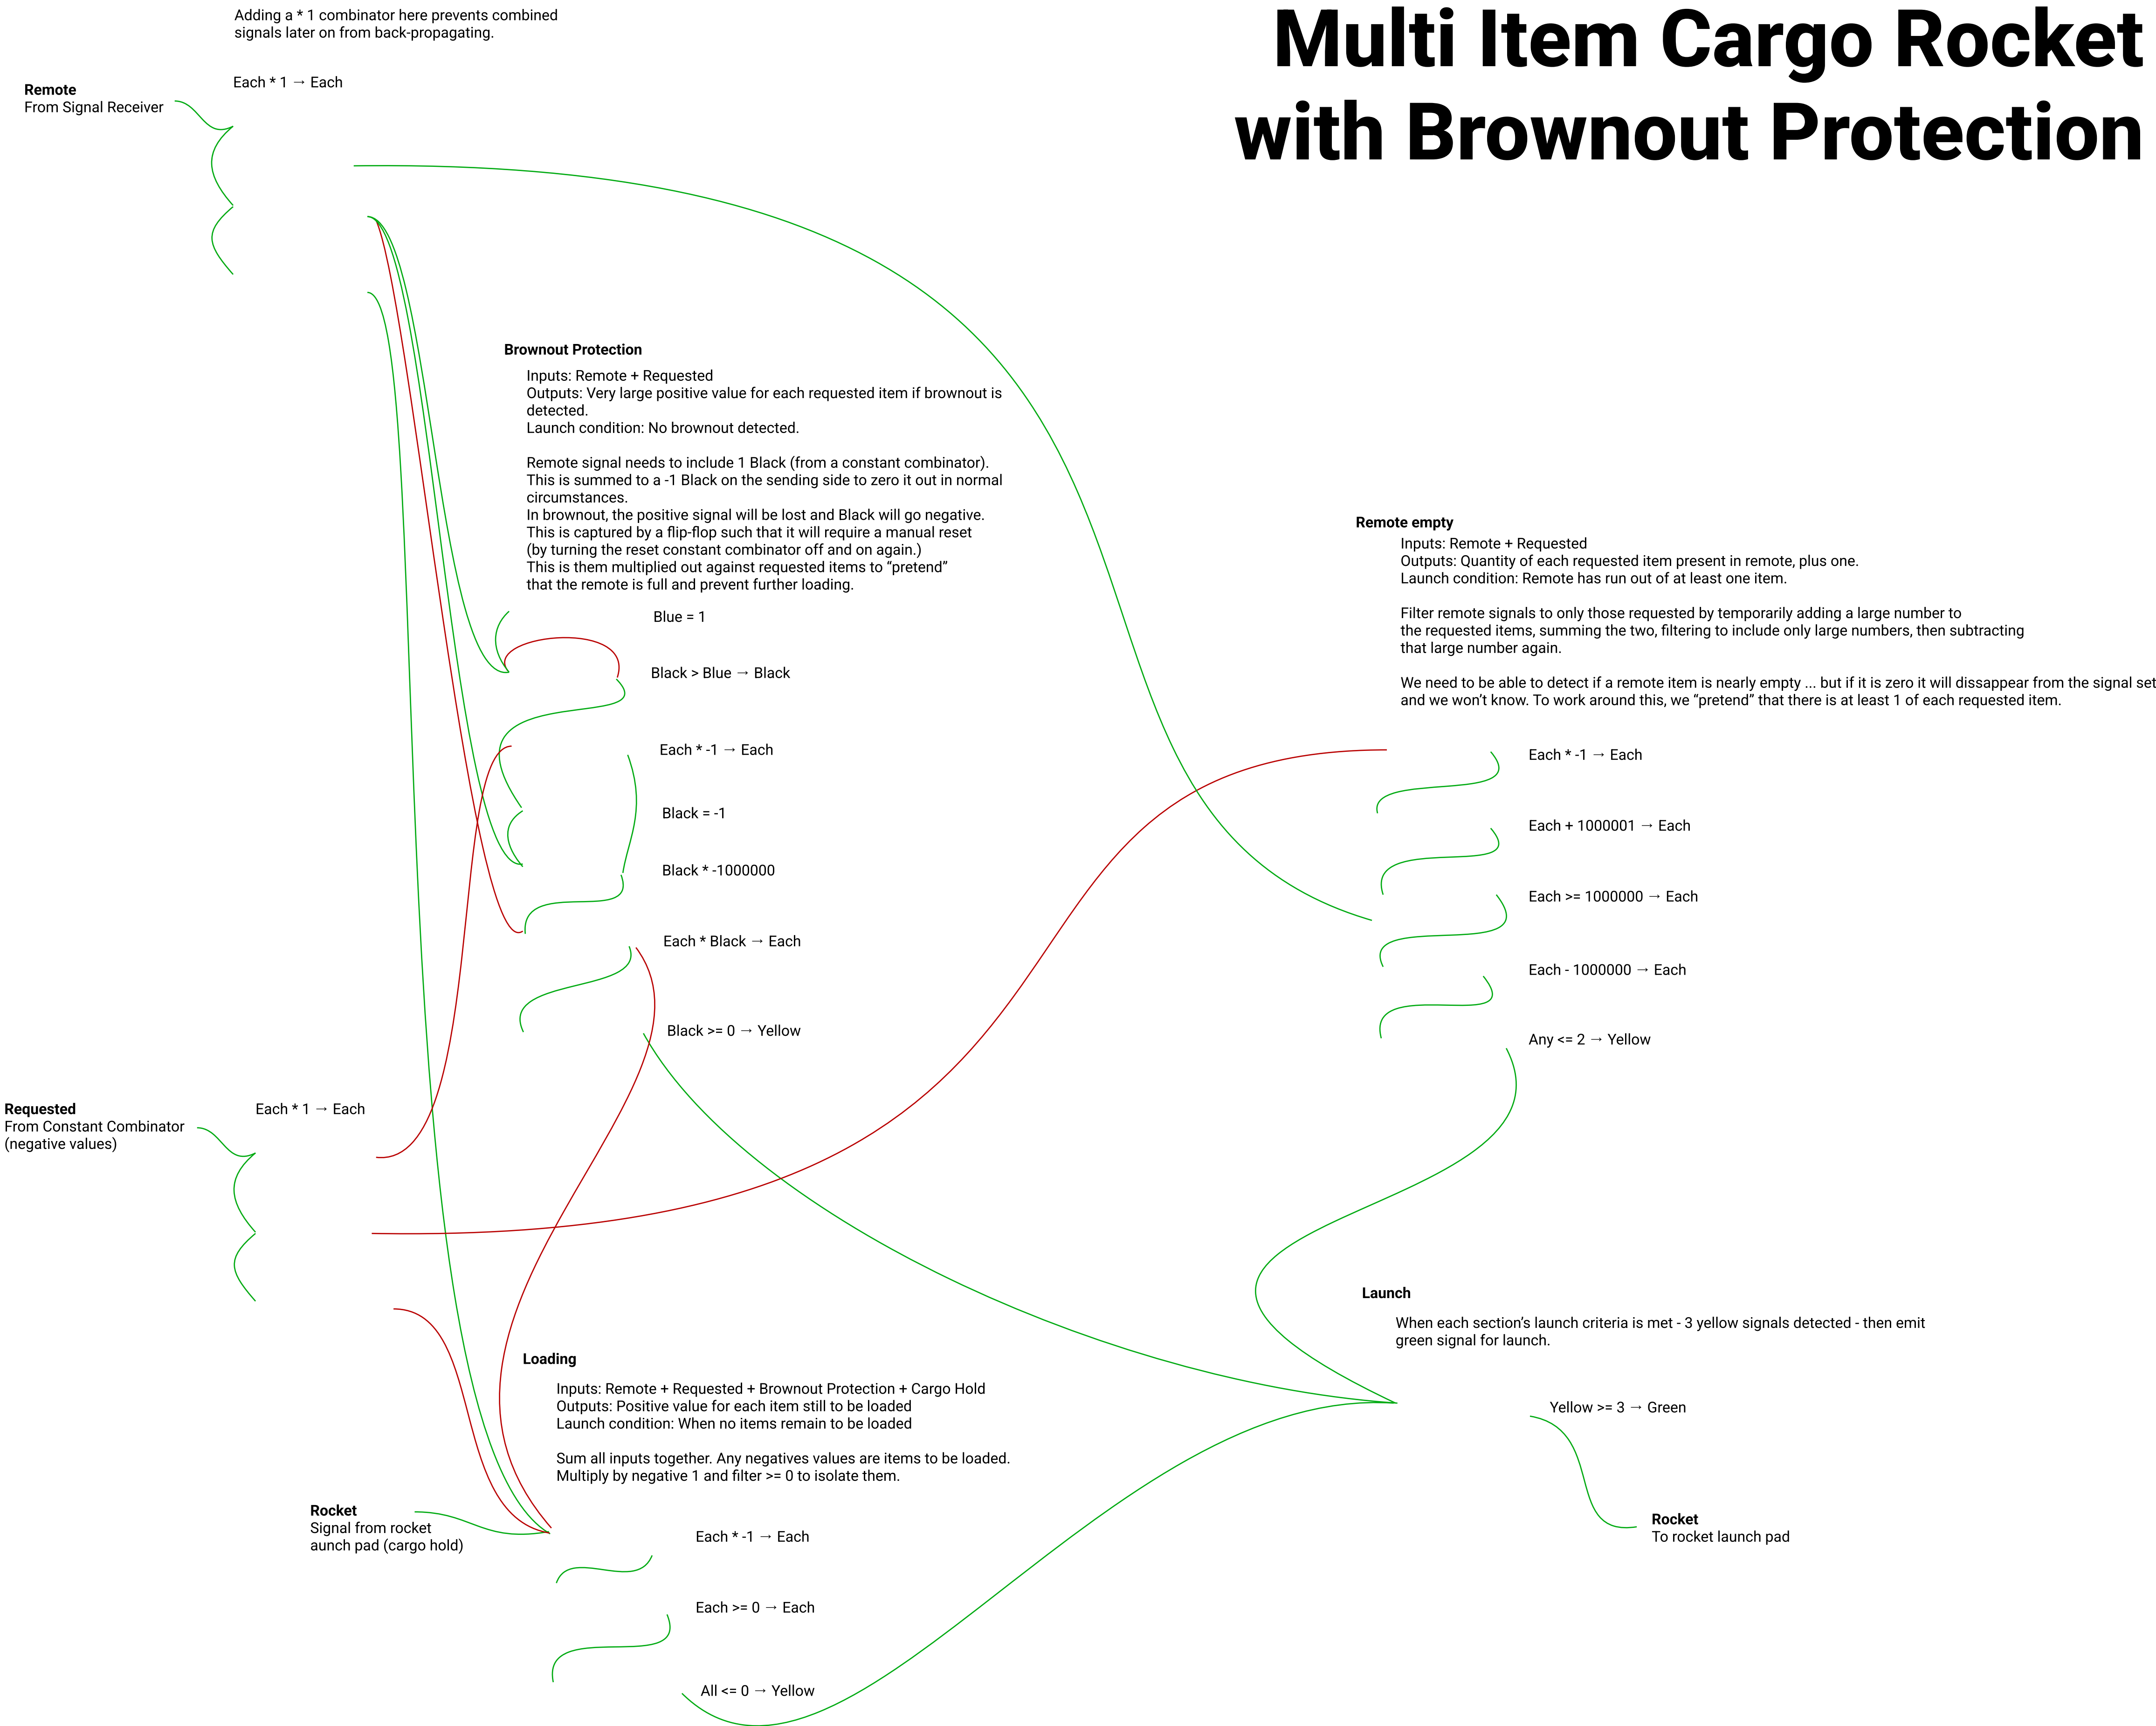 Multi Item Cargo Rocket
with Brownout Protection
Adding a * 1 combinator here prevents combined
signals later on from back-propagating.
Each * 1 → Each
Remote
From Signal Receiver
Brownout Protection
Inputs: Remote + Requested
Outputs: Very large positive value for each requested item if brownout is
detected.
Launch condition: No brownout detected.
Remote signal needs to include 1 Black (from a constant combinator).
This is summed to a -1 Black on the sending side to zero it out in normal
circumstances.
In brownout, the positive signal will be lost and Black will go negative.
This is captured by a flip-flop such that it will require a manual reset
(by turning the reset constant combinator off and on again.)
This is them multiplied out against requested items to “pretend”
that the remote is full and prevent further loading.
Blue = 1
Black > Blue → Black
Each * -1 → Each
Black = -1
Black * -1000000
Each * Black → Each
Black >= 0 → Yellow
Remote empty
Inputs: Remote + Requested
Outputs: Quantity of each requested item present in remote, plus one.
Launch condition: Remote has run out of at least one item.
Filter remote signals to only those requested by temporarily adding a large number to
the requested items, summing the two, filtering to include only large numbers, then subtracting
that large number again.
We need to be able to detect if a remote item is nearly empty ... but if it is zero it will dissappear from the signal set
and we won’t know. To work around this, we “pretend” that there is at least 1 of each requested item.
Each * -1 → Each
Each + 1000001 → Each
Each >= 1000000 → Each
Each - 1000000 → Each
Any <= 2 → Yellow
Requested
From Constant Combinator
(negative values)
Each * 1 → Each
Launch
When each section’s launch criteria is met - 3 yellow signals detected - then emit
green signal for launch.
Yellow >= 3 → Green
Rocket
To rocket launch pad
Loading
Inputs: Remote + Requested + Brownout Protection + Cargo Hold
Outputs: Positive value for each item still to be loaded
Launch condition: When no items remain to be loaded
Sum all inputs together. Any negatives values are items to be loaded.
Multiply by negative 1 and filter >= 0 to isolate them.
Rocket
Signal from rocket
aunch pad (cargo hold)
Each * -1 → Each
Each >= 0 → Each
All <= 0 → Yellow